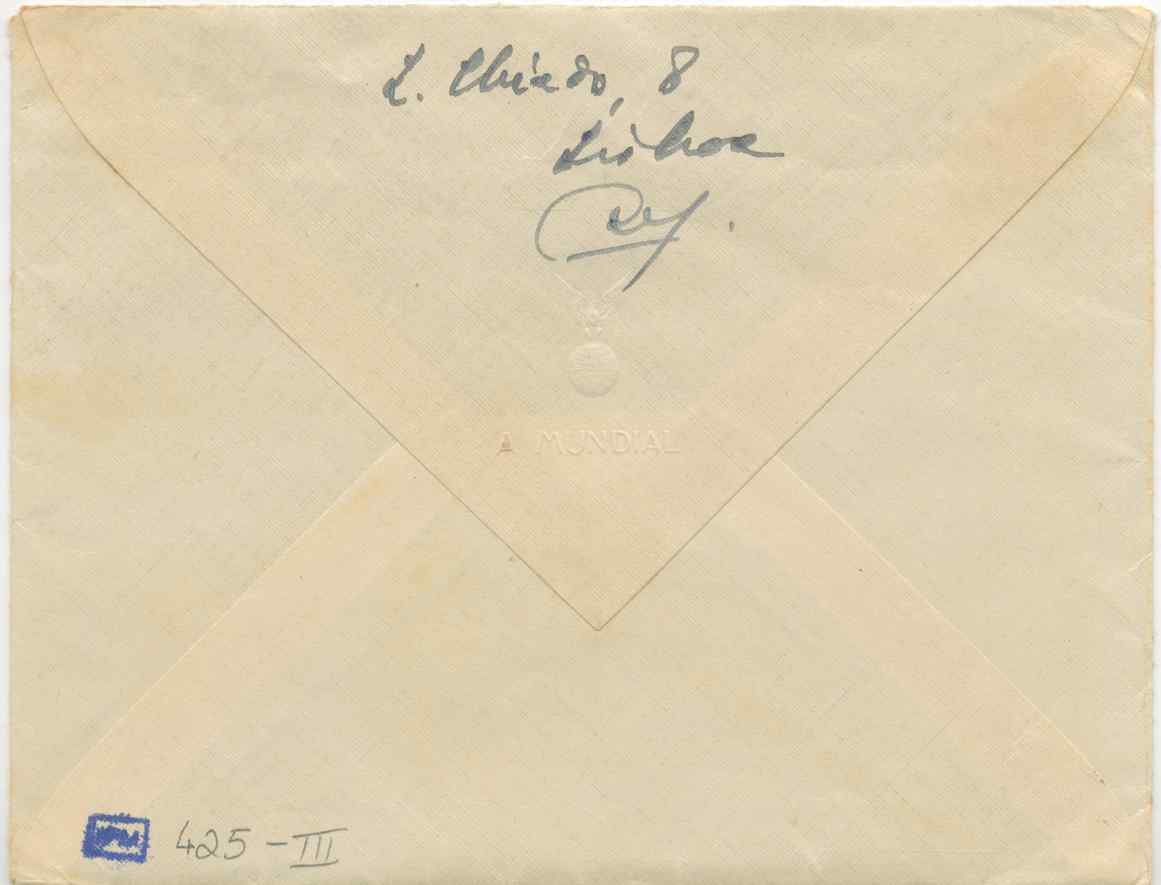 L. Chiado, 8
Lisboa
A MUNDIAL
425-III